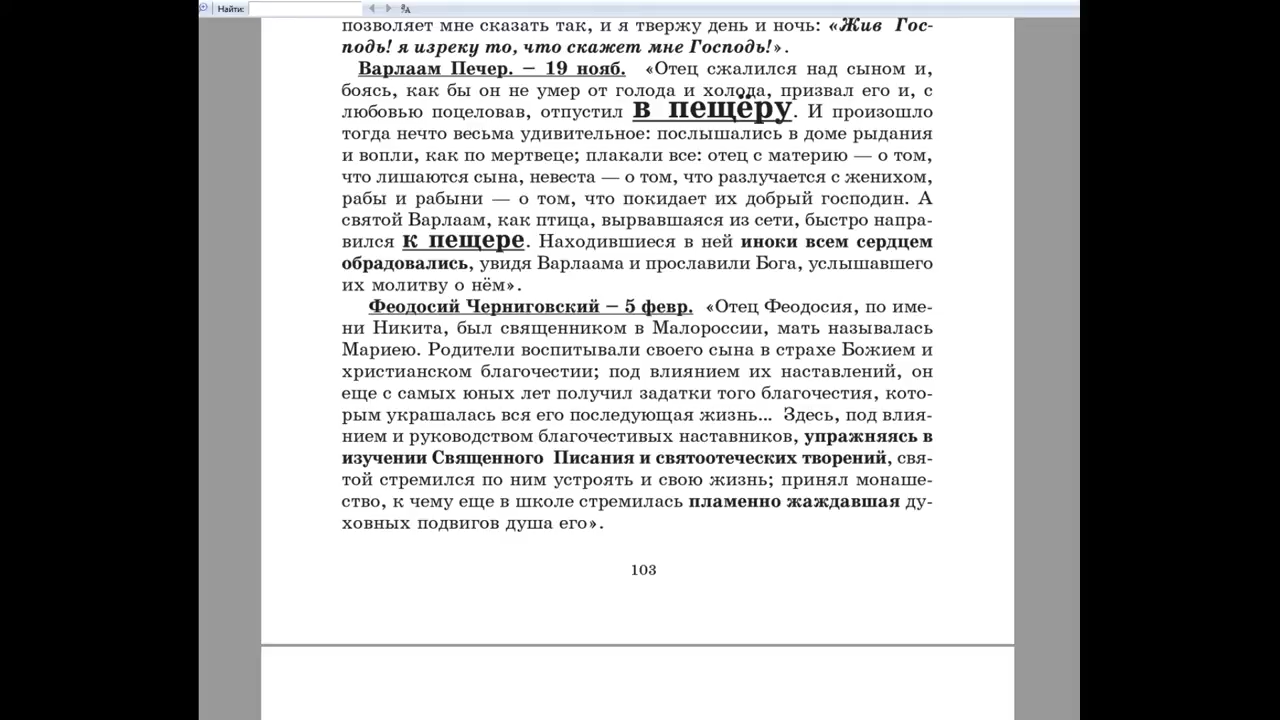 Найти:
позволяет мне сказать так, и я твержу день и ночь: «Жив Гос-
подь! я изреку то, что скажет мне Господь!».
Варлаам Печер. – 19 нояб. «Отец сжалился над сыном и,
боясь, как бы он не умер от голода и холода, призвал его и, с
любовью поцеловав, отпустил в пещёру. И произошло
тогда нечто весьма удивительное: послышались в доме рыдания
и вопли, как по мертвеце; плакали все: отец с материю — о том,
что лишаются сына, невеста — о том, что разлучается с женихом,
рабы и рабыни — о том, что покидает их добрый господин. А
святой Варлаам, как птица, вырвавшаяся из сети, быстро напра-
вился к пещере. Находившиеся в ней иноки всем сердцем
обрадовались, увидя Варлаама и прославили Бога, услышавшего
их молитву о нём».
Феодосий Черниговский – 5 февр. «Отец Феодосия, по име-
ни Никита, был священником в Малороссии, мать называлась
Мариею. Родители воспитывали своего сына в страхе Божием и
христианском благочестии; под влиянием их наставлений, он
еще с самых юных лет получил задатки того благочестия, кото-
рым украшалась вся его последующая жизнь... Здесь, под влия-
нием и руководством благочестивых наставников, упражняясь в
изучении Священного Писания и святоотеческих творений, свя-
той стремился по ним устроять и свою жизнь; принял монаше-
ство, к чему еще в школе стремилась пламенно жаждавшая ду-
ховных подвигов душа его».
103